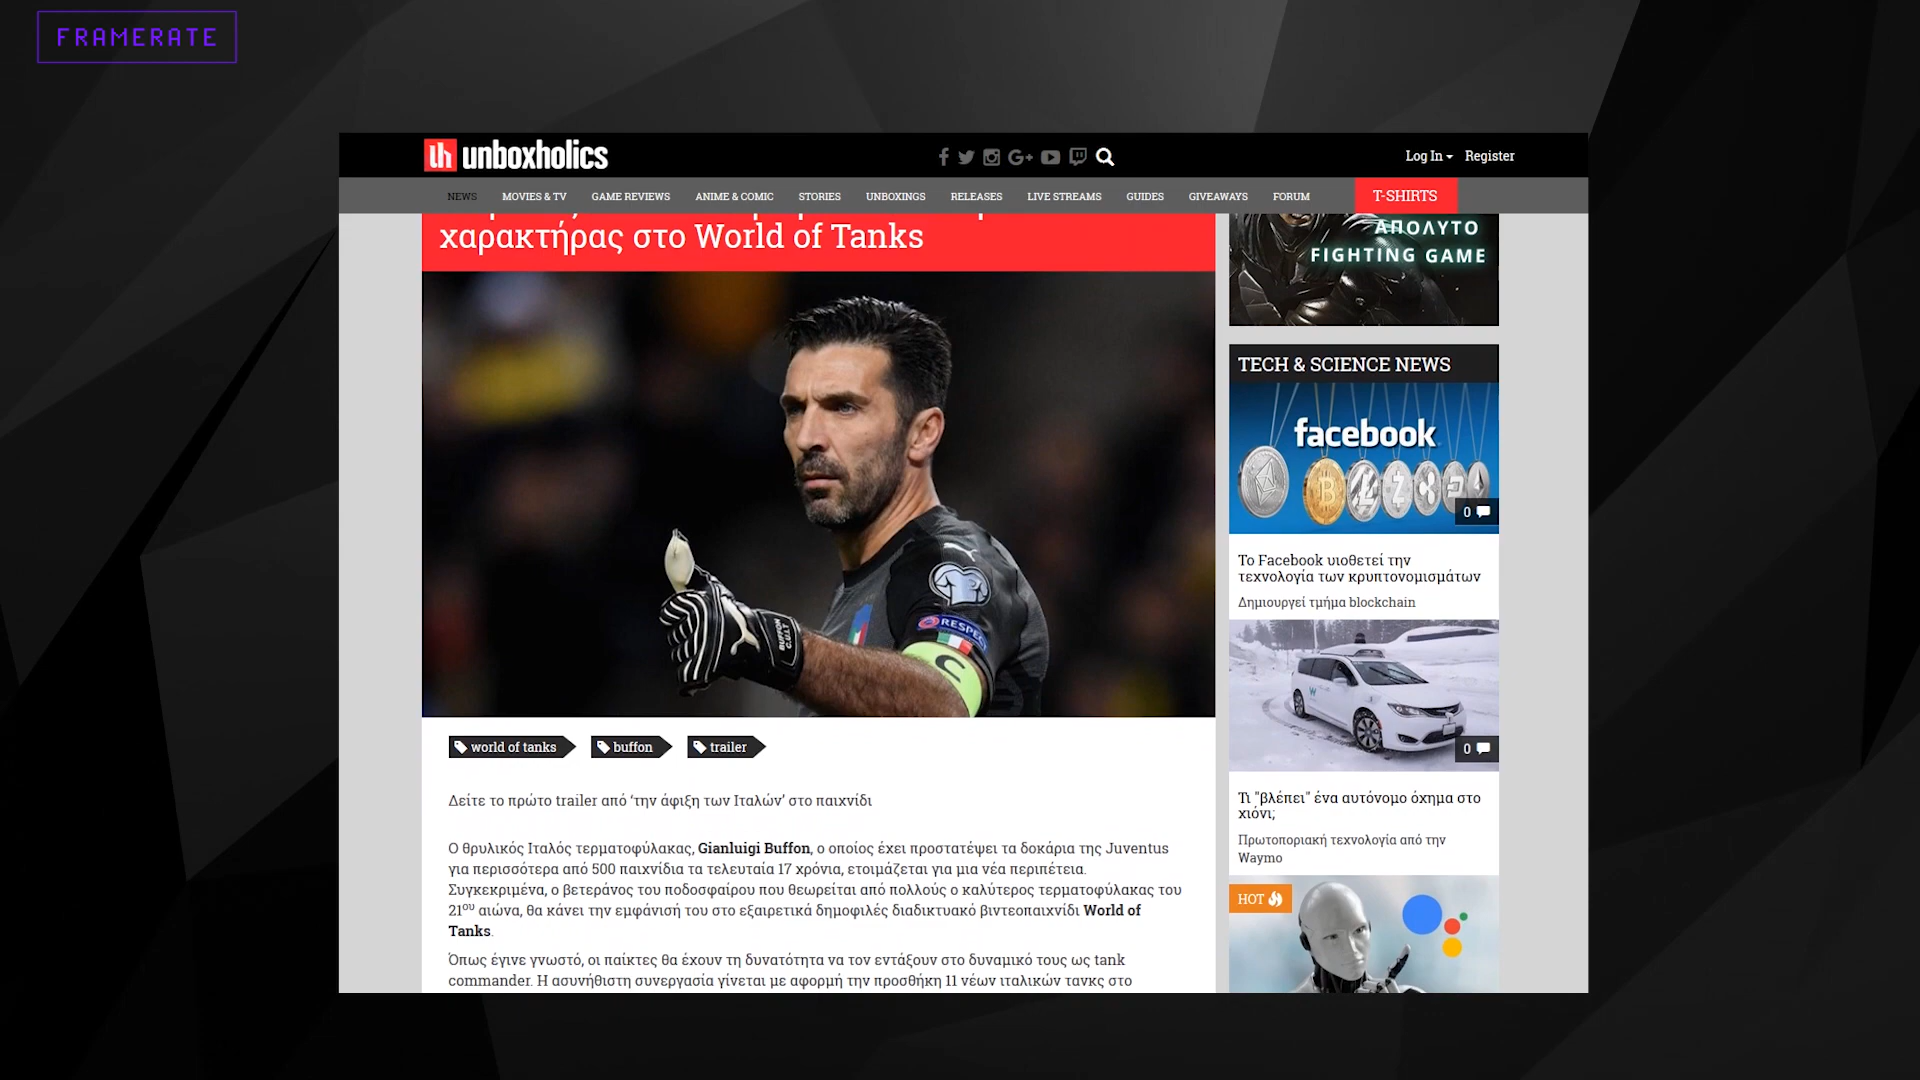 FRAMERATE
unboxholics
Log In
Register
NEWS
MOVIES & TV
GAME REVIEWS
ANIME & COMIC
STORIES
UNBOXINGS
RELEASES
LIVE STREAMS
GUIDES
GIVEAWAYS
FORUM
T-SHIRTS
χαρακτήρας στο World of Tanks
BUFFON
C.U.I.T
RESPECT
C
world of tanks
buffon
trailer
Δείτε το πρώτο trailer από ‘την άφιξη των Ιταλών’ στο παιχνίδι
Ο θρυλικός Ιταλός τερματοφύλακας, Gianluigi Buffon, ο οποίος έχει προστατέψει τα δοκάρια της Juventus
για περισσότερα από 500 παιχνίδια τα τελευταία 17 χρόνια, ετοιμάζεται για μια νέα περιπέτεια.
Συγκεκριμένα, ο βετεράνος του ποδοσφαίρου που θεωρείται από πολλούς ο καλύτερος τερματοφύλακας του
21ου αιώνα, θα κάνει την εμφάνισή του στο εξαιρετικά δημοφιλές διαδικτυακό βιντεοπαιχνίδι World of
Tanks.
Όπως έγινε γνωστό, οι παίκτες θα έχουν τη δυνατότητα να τον εντάξουν στο δυναμικό τους ως tank
commander. Η ασυνήθιστη συνεργασία γίνεται με αφορμή την προσθήκη 11 νέων ιταλικών τανκς στο
ΑΠΟΛΥΤΟ
FIGHTING GAME
TECH & SCIENCE NEWS
facebook
0
Το Facebook υιοθετεί την
τεχνολογία των κρυπτονομισμάτων
Δημιουργεί τμήμα blockchain
0
Τι "βλέπει" ένα αυτόνομο όχημα στο
χιόνι;
Πρωτοποριακή τεχνολογία από την
Waymo
HOT